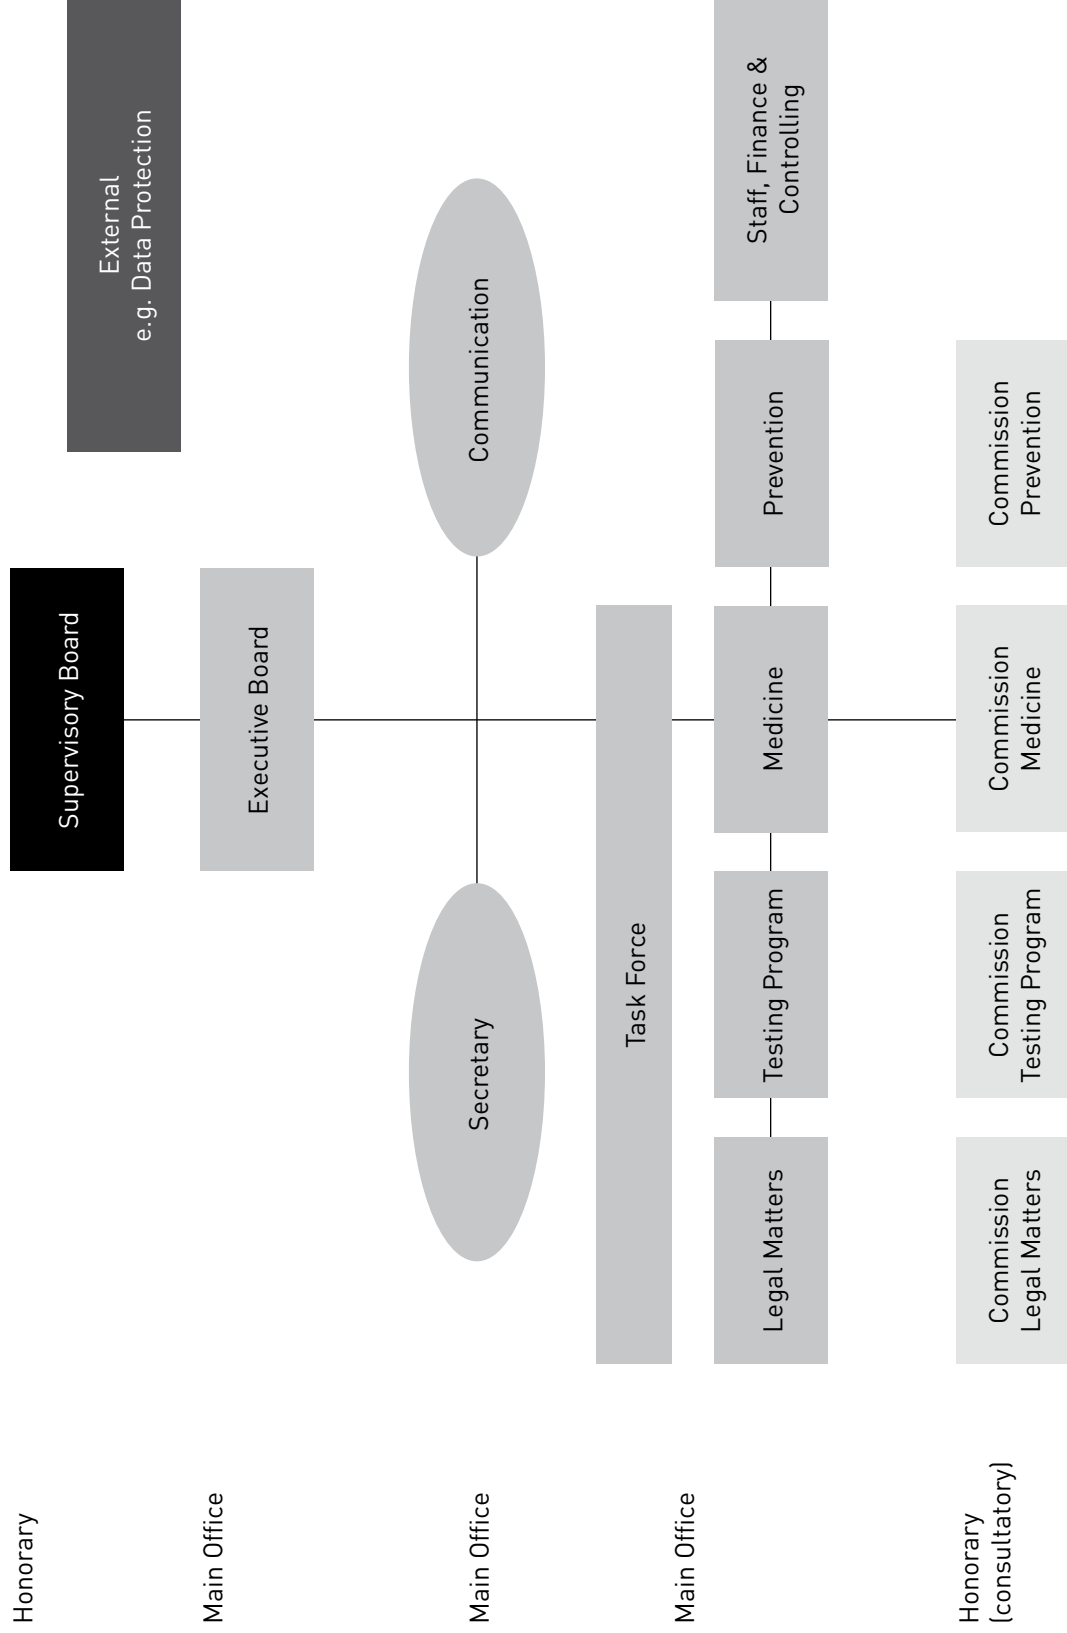 Honorary
Supervisory Board
External
e.g. Data Protection
Main Office
Executive Board
Main Office
Secretary
Communication
Main Office
Task Force
Legal Matters
Testing Program
Medicine
Prevention
Staff, Finance &
Controlling
Honorary
(consultatory)
Commission
Legal Matters
Commission
Testing Program
Commission
Medicine
Commission
Prevention